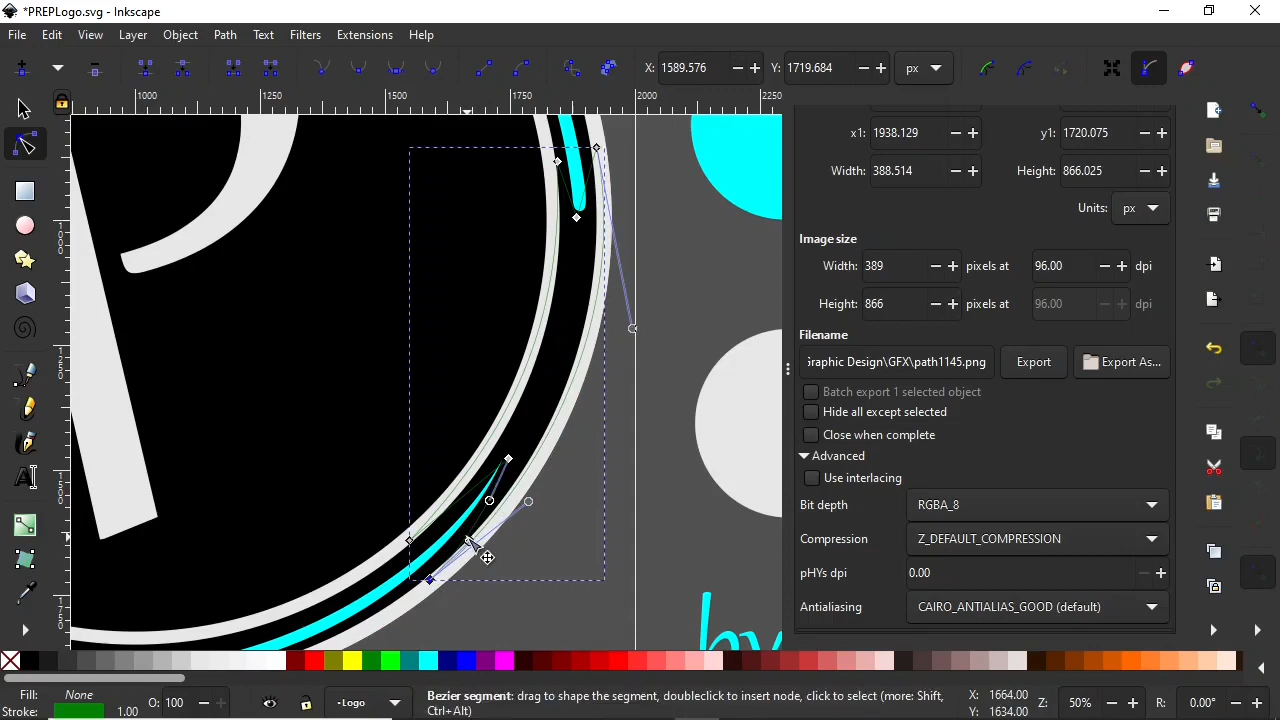 *PREPLogo.svg - Inkscape
File Edit View Layer Object Path Text Filters Extensions Help
X: 1589.576 Y: 1719.684 px
1000 1250 1500 1750 2000 2250
x1: 1938.129 y1: 1720.075
Width: 388.514 Height: 866.025
Units: px
Image size
Width: 389 pixels at 96.00 dpi
Height: 866 pixels at 96.00 dpi
Filename
iraphic Design\GFX\path1145.png Export Export As...
Batch export 1 selected object
Hide all except selected
Close when complete
Advanced
Use interlacing
Bit depth RGBA_8
Compression Z_DEFAULT_COMPRESSION
pHYs dpi 0.00
Antialiasing CAIRO_ANTIALIAS_GOOD (default)
by
Fill: None
Stroke: 1.00
O: 100
Logo
Bezier segment: drag to shape the segment, doubleclick to insert node, click to select (more: Shift,
Ctrl+Alt)
X: 1664.00
Y: 1634.00
Z: 50% R: 0.00°